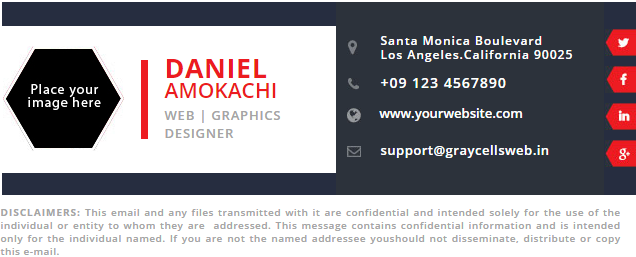 Place your
image here
DANIEL
AMOKACHI
WEB | GRAPHICS
DESIGNER
Santa Monica Boulevard
Los Angeles.California 90025
+09 123 4567890
www.yourwebsite.com
support@graycellsweb.in
f
in
g+
DISCLAIMERS: This email and any files transmitted with it are confidential and intended solely for the use of the
individual or entity to whom they are  addressed. This message contains confidential information and is intended
only for the individual named. If you are not the named addressee youshould not disseminate, distribute or copy
this e-mail.